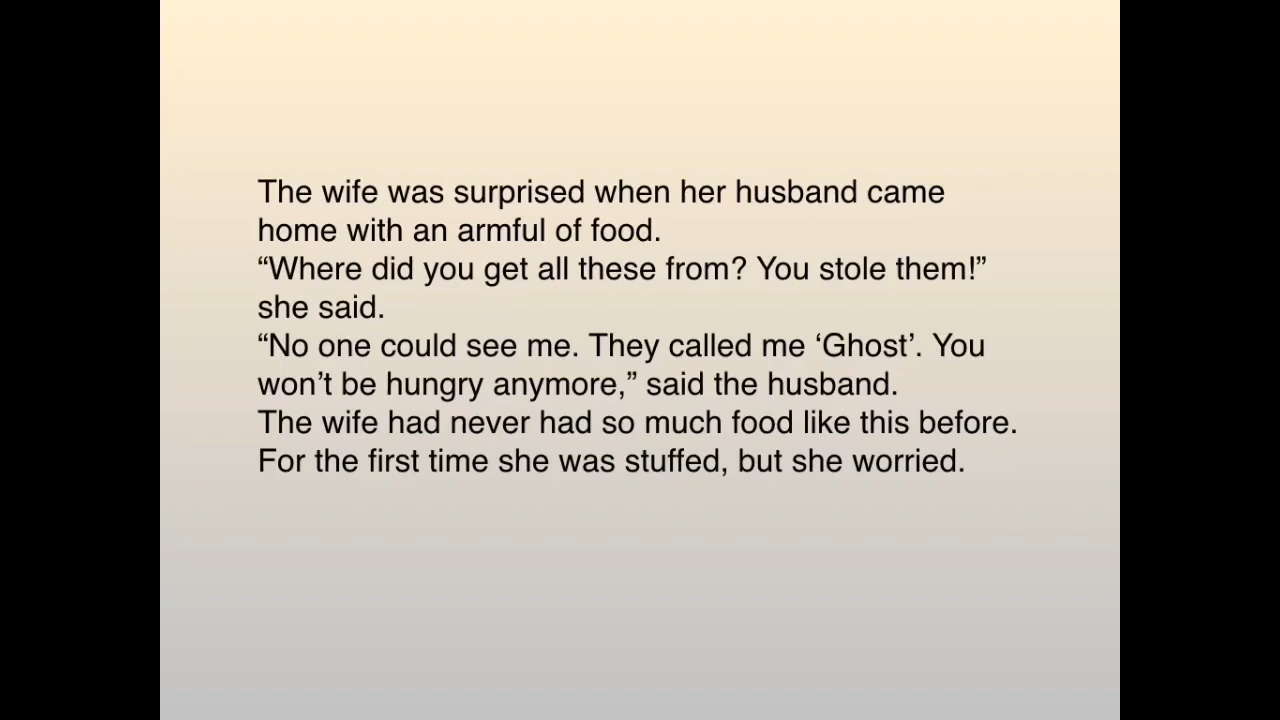 The wife was surprised when her husband came
home with an armful of food.
“Where did you get all these from? You stole them!”
she said.
“No one could see me. They called me ‘Ghost’. You
won’t be hungry anymore,” said the husband.
The wife had never had so much food like this before.
For the first time she was stuffed, but she worried.